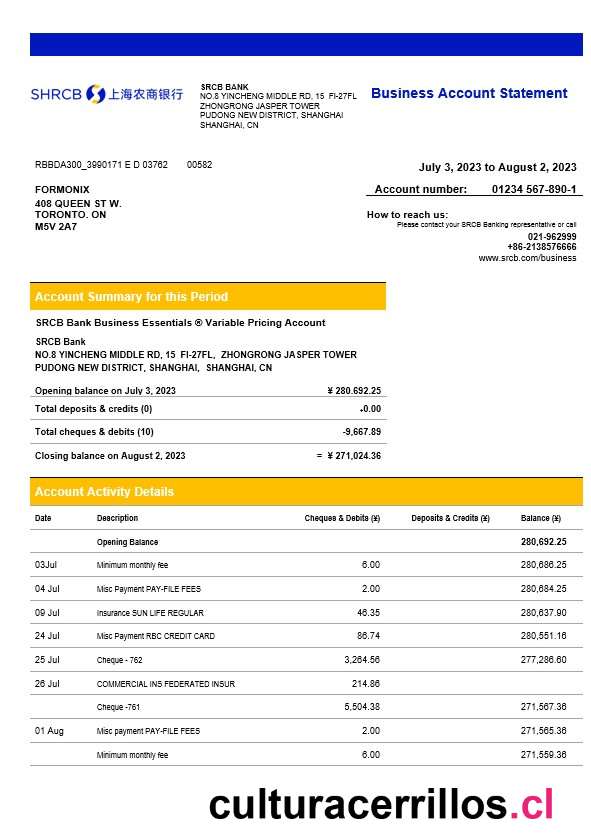 SHRCB 上海农商银行
SRCB BANK
NO.8 YINCHENG MIDDLE RD, 15 FI-27FL
ZHONGRONG JASPER TOWER
PUDONG NEW DISTRICT, SHANGHAI
SHANGHAI, CN
Business Account Statement
RBBDA300_3990171 E D 03762 00582
July 3, 2023 to August 2, 2023
Account number: 01234 567-890-1
FORMONIX
408 QUEEN ST W.
TORONTO. ON
M5V 2A7
How to reach us:
Please contact your SRCB Banking representative or call
021-962999
+86-2138576666
www.srcb.com/business
Account Summary for this Period
SRCB Bank Business Essentials ® Variable Pricing Account
SRCB Bank
NO.8 YINCHENG MIDDLE RD, 15 FI-27FL, ZHONGRONG JASPER TOWER
PUDONG NEW DISTRICT, SHANGHAI, SHANGHAI, CN
Opening balance on July 3, 2023 ¥ 280.692.25
Total deposits & credits (0) +0.00
Total cheques & debits (10) -9,667.89
Closing balance on August 2, 2023 = ¥ 271,024.36
Account Activity Details
Date Description Cheques & Debits (¥) Deposits & Credits (¥) Balance (¥)
Opening Balance 280,692.25
03Jul Minimum monthly fee 6.00 280,686.25
04 Jul Misc Payment PAY-FILE FEES 2.00 280,684.25
09 Jul Insurance SUN LIFE REGULAR 46.35 280,637.90
24 Jul Misc Payment RBC CREDIT CARD 86.74 280,551.16
25 Jul Cheque - 762 3,264.56 277,286.60
26 Jul COMMERCIAL INS FEDERATED INSUR 214.86
Cheque -761 5,504.38 271,567.36
01 Aug Misc payment PAY-FILE FEES 2.00 271,565.36
Minimum monthly fee 6.00 271,559.36
culturacerrillos.cl